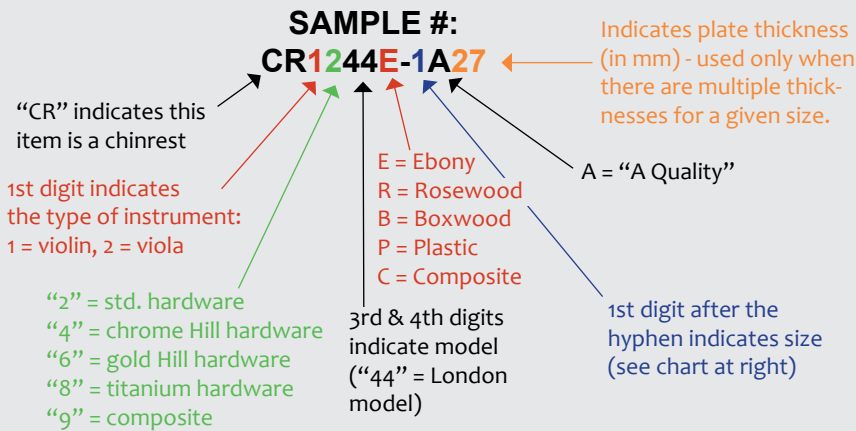 SAMPLE #:
CR1244E-1A27
Indicates plate thickness
(in mm) - used only when
there are multiple thick-
nesses for a given size.
“CR” indicates this
item is a chinrest
1st digit indicates
the type of instrument:
1 = violin, 2 = viola
“2” = std. hardware
“4” = chrome Hill hardware
“6” = gold Hill hardware
“8” = titanium hardware
“9” = composite
3rd & 4th digits
indicate model
(“44” = London
model)
E = Ebony
R = Rosewood
B = Boxwood
P = Plastic
C = Composite
A = “A Quality”
1st digit after the
hyphen indicates size
(see chart at right)